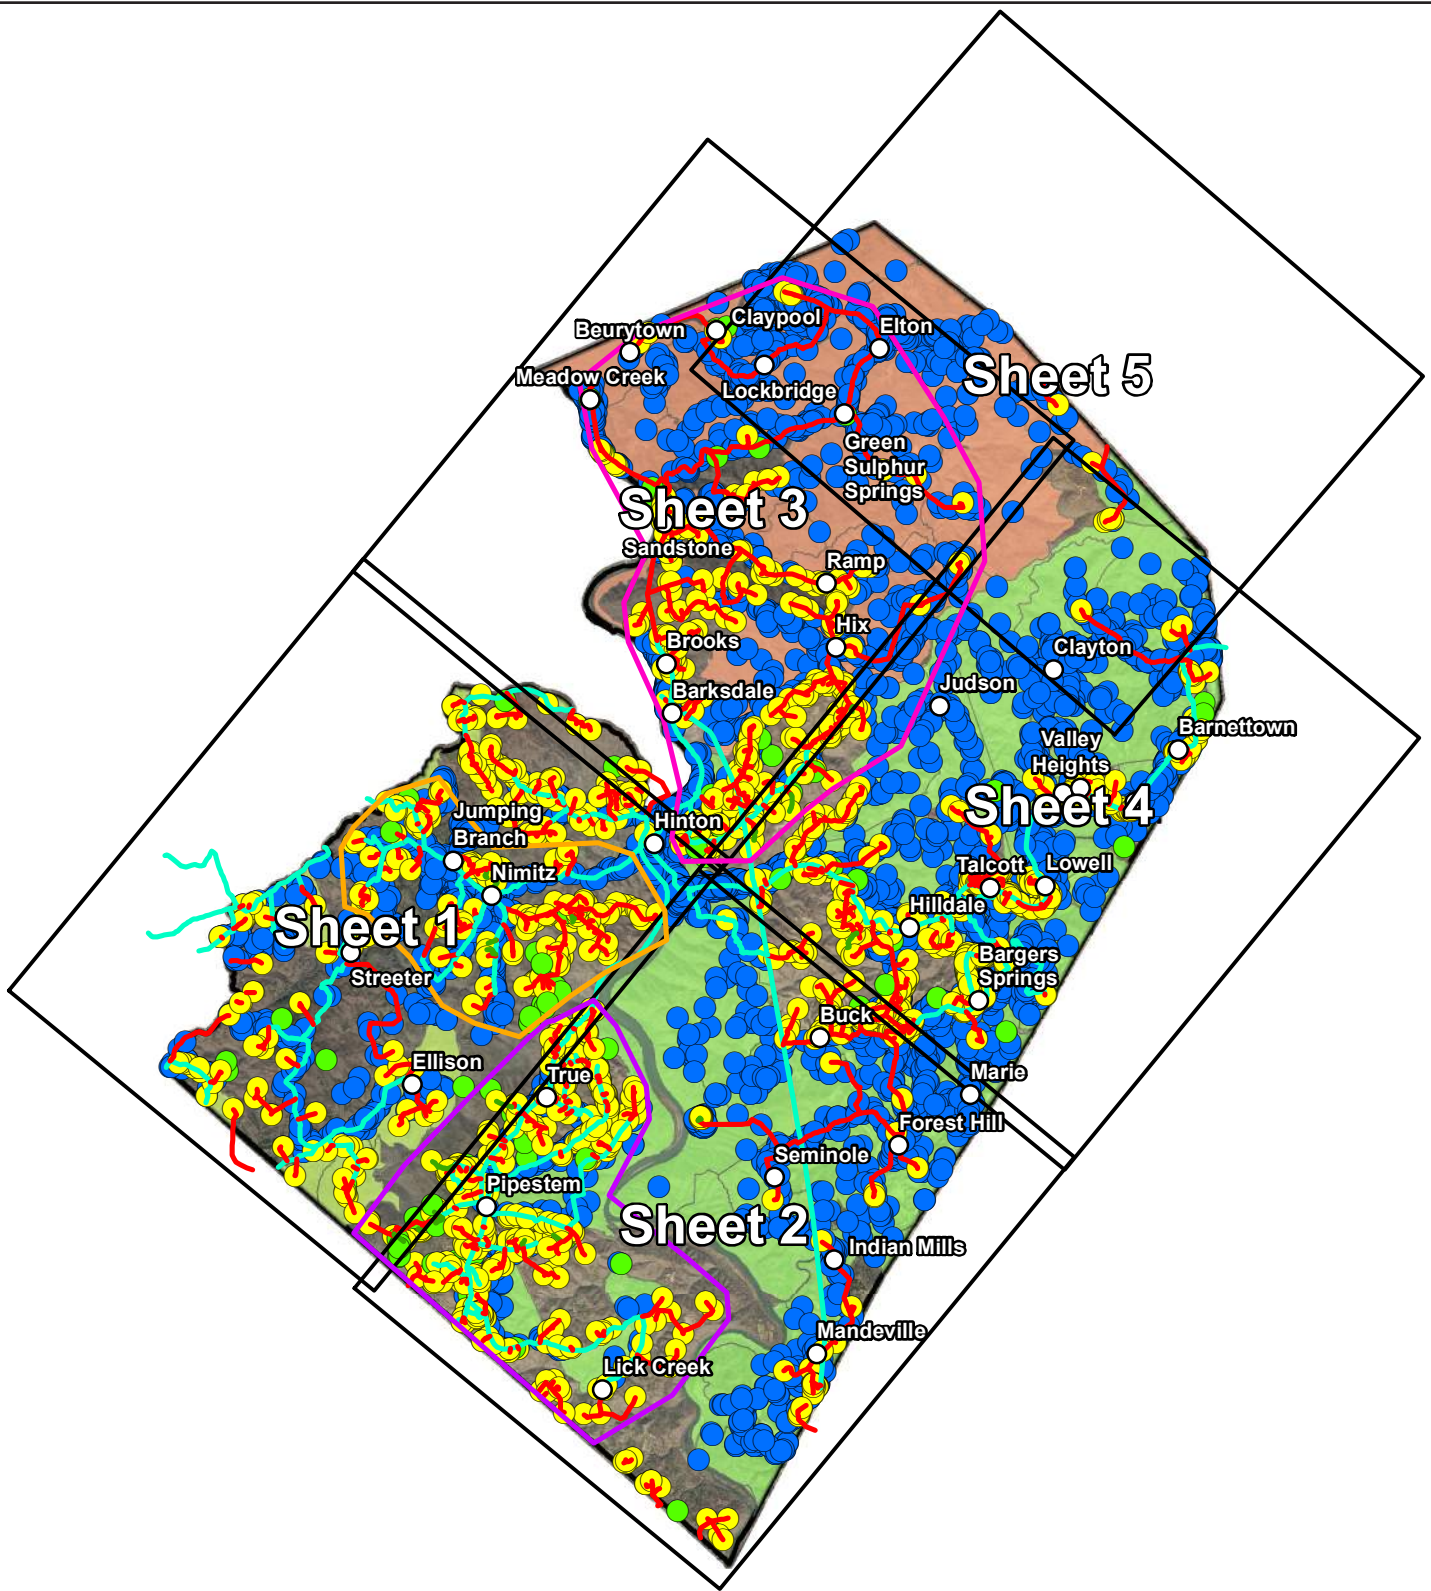 Claypool
Elton
Beurytown
Sheet 5
Meadow Creek
Lockbridge
Green
Sulphur
Springs
Sheet 3
Sandstone
Ramp
Hix
Brooks
Clayton
Judson
Barksdale
Barnettown
Valley
Heights
Sheet 4
Jumping
Branch
Hinton
Talcott
Lowell
Nimitz
Hilldale
Sheet 1
Bargers
Springs
Streeter
Buck
Ellison
True
Marie
Forest Hill
Seminole
Pipestem
Sheet 2
Indian Mills
Mandeville
Lick Creek